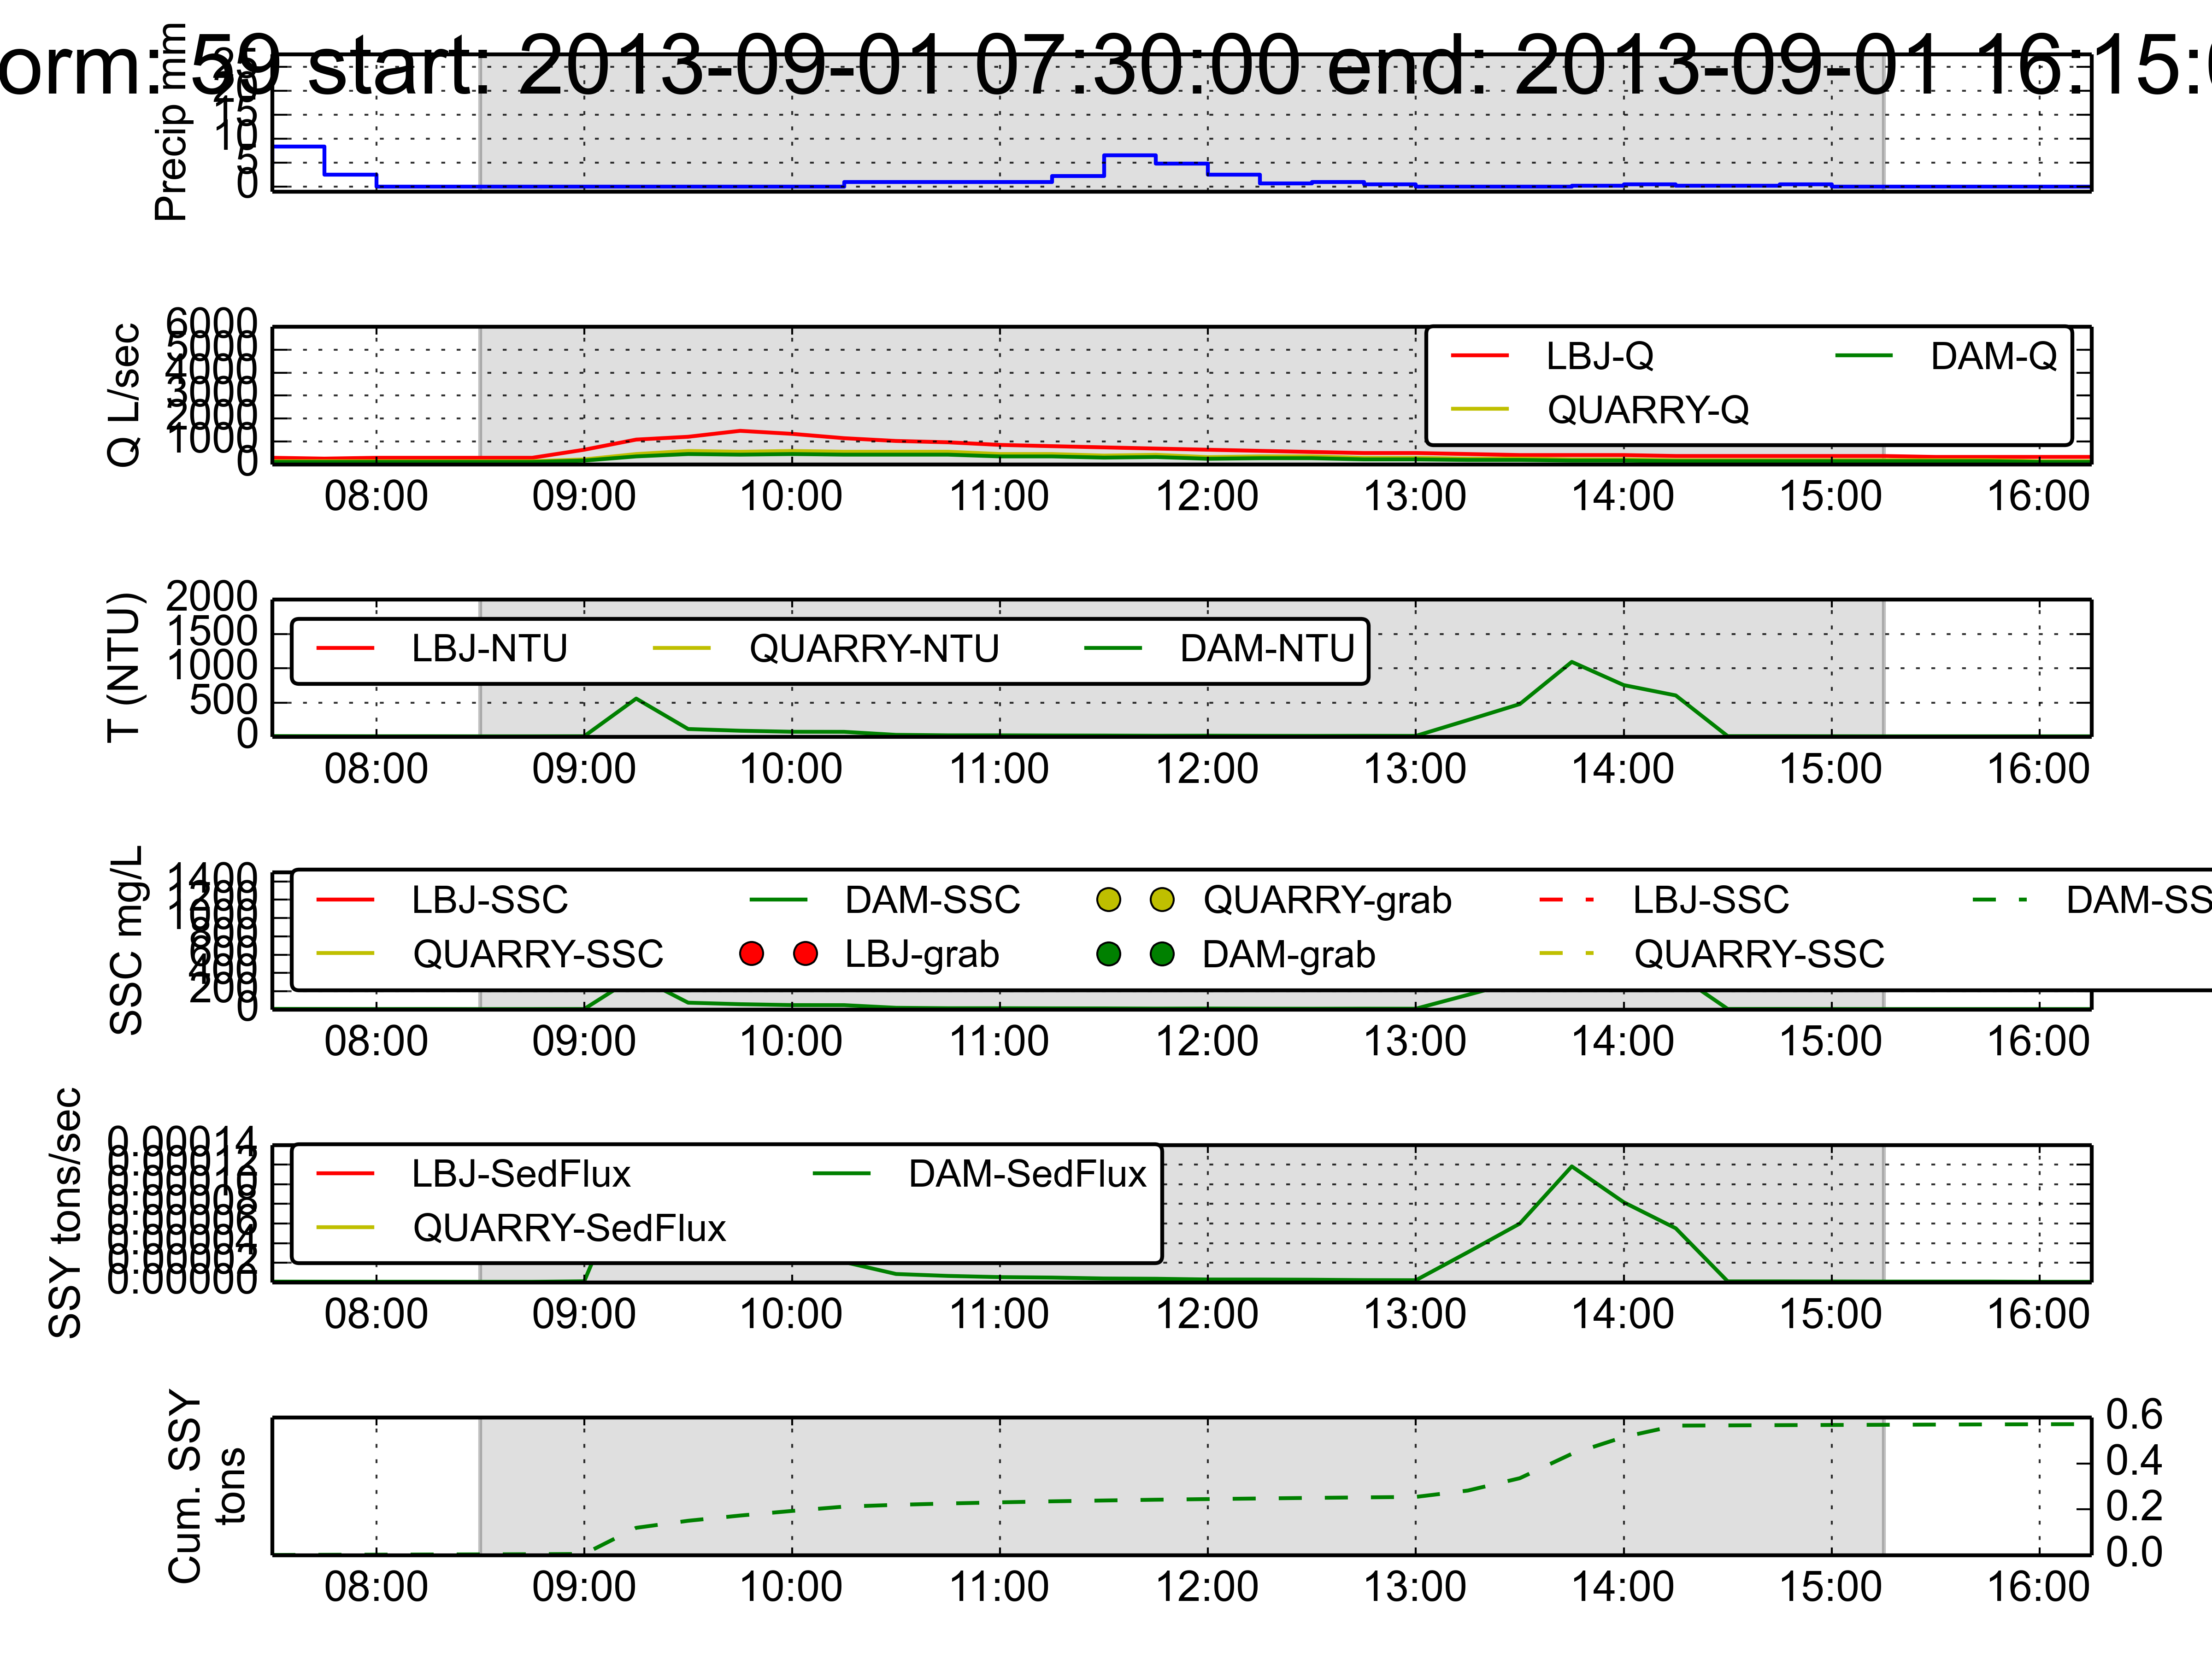 orm: 59 start: 2013-09-01 07:30:00 end: 2013-09-01 16:15:0
Precip mm
25
20
15
10
5
0
Q L/sec
6000
5000
4000
3000
2000
1000
0
LBJ-Q DAM-Q
QUARRY-Q
08:00 09:00 10:00 11:00 12:00 13:00 14:00 15:00 16:00
T (NTU)
2000
1500
1000
500
0
LBJ-NTU QUARRY-NTU DAM-NTU
08:00 09:00 10:00 11:00 12:00 13:00 14:00 15:00 16:00
SSC mg/L
1400
1200
1000
800
600
400
200
0
LBJ-SSC DAM-SSC QUARRY-grab LBJ-SSC DAM-SS
QUARRY-SSC LBJ-grab DAM-grab QUARRY-SSC
08:00 09:00 10:00 11:00 12:00 13:00 14:00 15:00 16:00
SSY tons/sec
0.00014
0.00012
0.00010
0.00008
0.00006
0.00004
0.00002
0.00000
LBJ-SedFlux DAM-SedFlux
QUARRY-SedFlux
08:00 09:00 10:00 11:00 12:00 13:00 14:00 15:00 16:00
Cum. SSY
tons
0.6
0.4
0.2
0.0
08:00 09:00 10:00 11:00 12:00 13:00 14:00 15:00 16:00